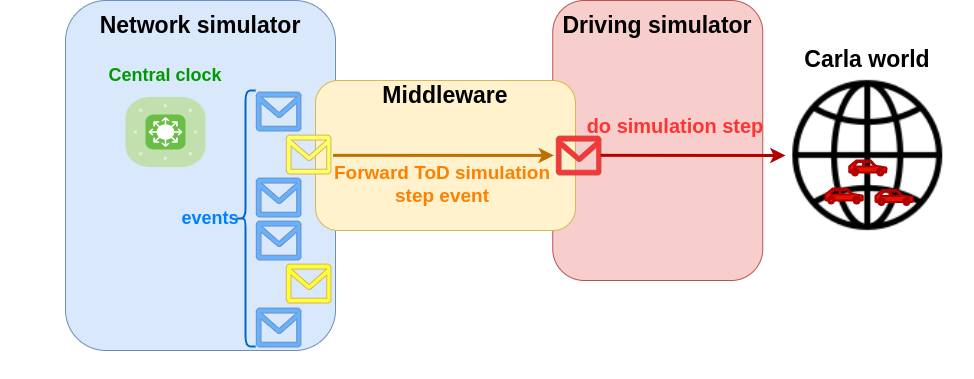 Network simulator
Driving simulator
Carla world
Central clock
Middleware
do simulation step
Forward ToD simulation
step event
events